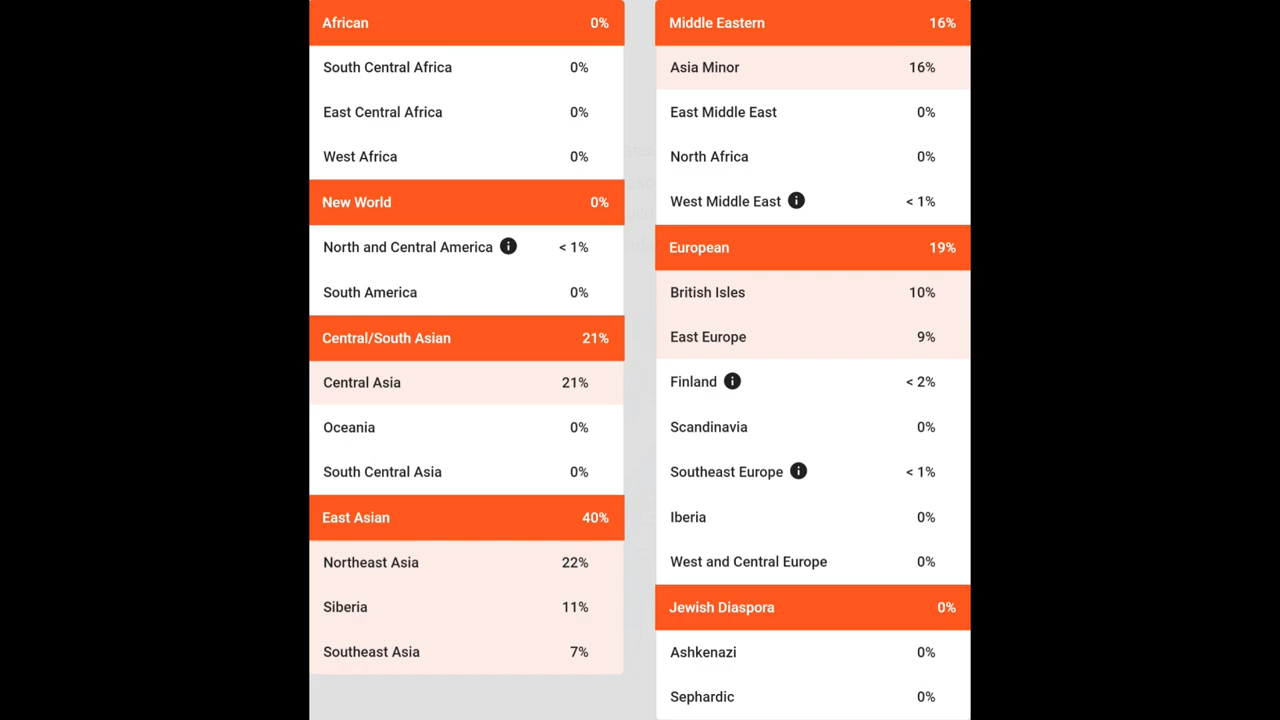 African 0%
South Central Africa 0%
East Central Africa 0%
West Africa 0%
New World 0%
North and Central America < 1%
South America 0%
Central/South Asian 21%
Central Asia 21%
Oceania 0%
South Central Asia 0%
East Asian 40%
Northeast Asia 22%
Siberia 11%
Southeast Asia 7%
Middle Eastern 16%
Asia Minor 16%
East Middle East 0%
North Africa 0%
West Middle East < 1%
European 19%
British Isles 10%
East Europe 9%
Finland < 2%
Scandinavia 0%
Southeast Europe < 1%
Iberia 0%
West and Central Europe 0%
Jewish Diaspora 0%
Ashkenazi 0%
Sephardic 0%